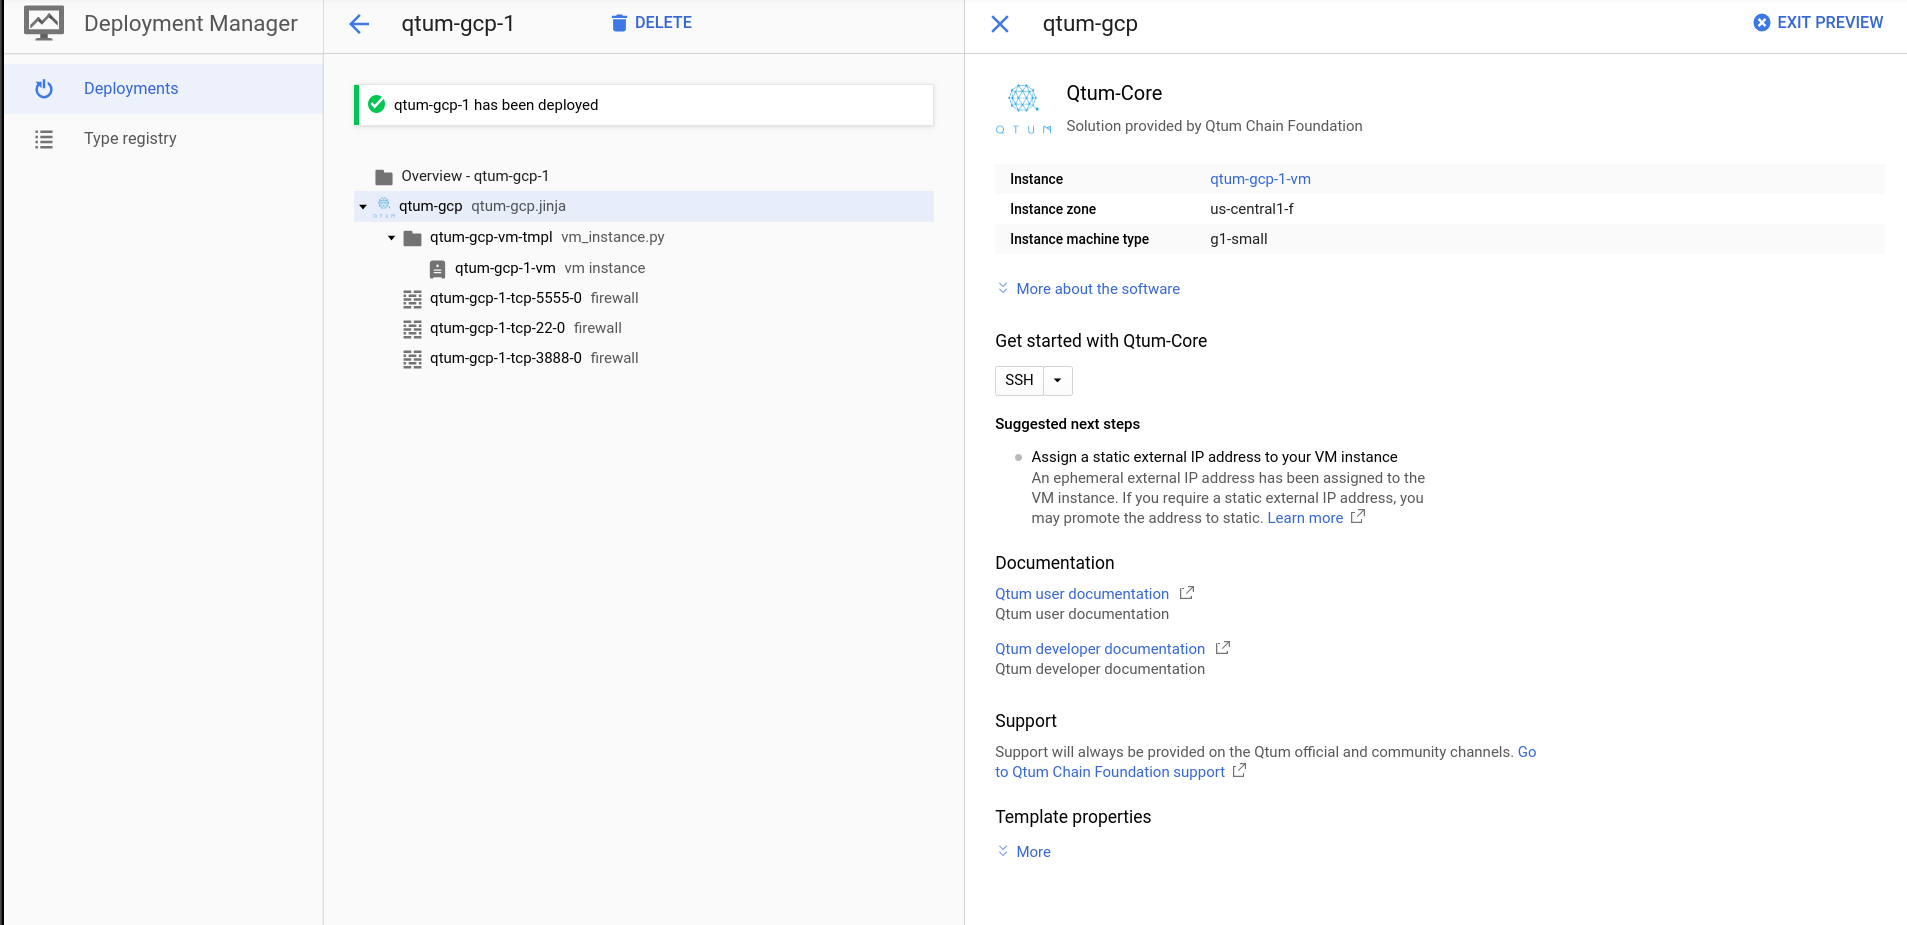 Deployment Manager
Deployments
Type registry
qtum-gcp-1
DELETE
qtum-gcp-1 has been deployed
Overview - qtum-gcp-1
qtum-gcp qtum-gcp.jinja
qtum-gcp-vm-tmpl vm_instance.py
qtum-gcp-1-vm vm instance
qtum-gcp-1-tcp-5555-0 firewall
qtum-gcp-1-tcp-22-0 firewall
qtum-gcp-1-tcp-3888-0 firewall
qtum-gcp
EXIT PREVIEW
QTUM
Qtum-Core
Solution provided by Qtum Chain Foundation
Instance qtum-gcp-1-vm
Instance zone us-central1-f
Instance machine type g1-small
More about the software
Get started with Qtum-Core
SSH
Suggested next steps
Assign a static external IP address to your VM instance
An ephemeral external IP address has been assigned to the
VM instance. If you require a static external IP address, you
may promote the address to static. Learn more
Documentation
Qtum user documentation
Qtum user documentation
Qtum developer documentation
Qtum developer documentation
Support
Support will always be provided on the Qtum official and community channels. Go
to Qtum Chain Foundation support
Template properties
More